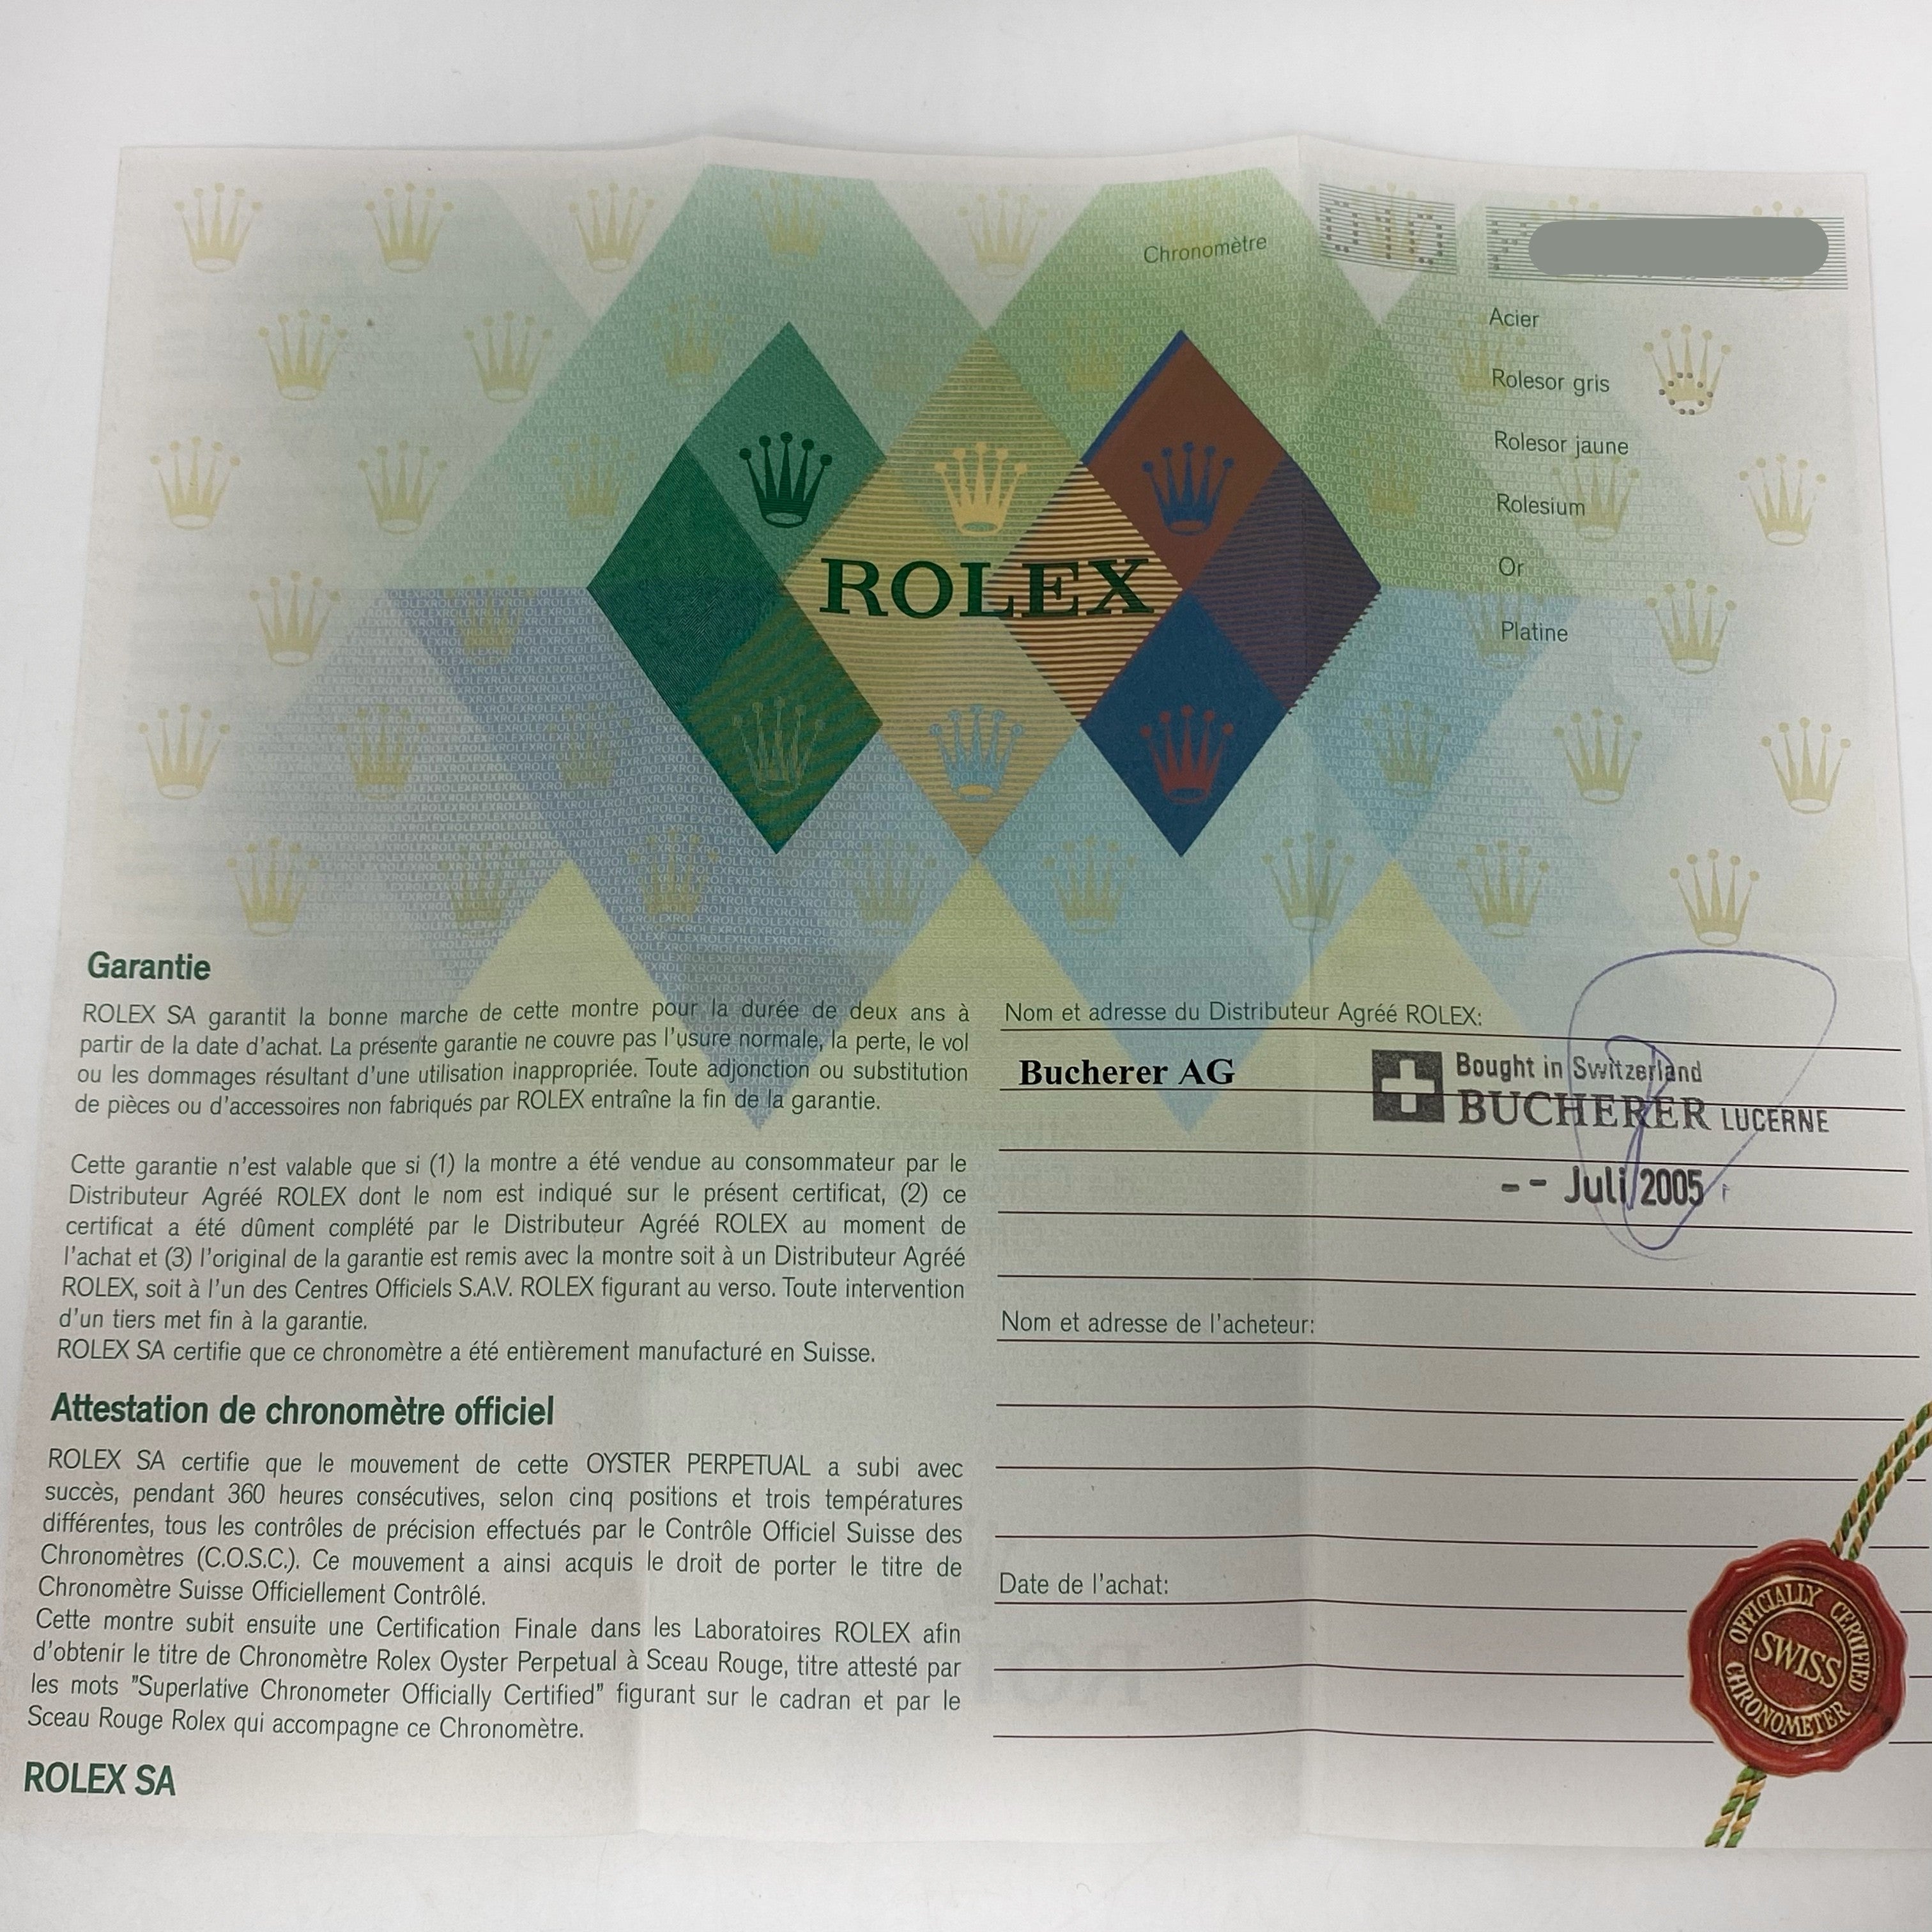 Chronomètre
010
Acier
Rolesor gris
Rolesor jaune
Rolesium
Or
Platine
ROLEX
Garantie
ROLEX SA garantit la bonne marche de cette montre pour la durée de deux ans à
partir de la date d'achat. La présente garantie ne couvre pas l'usure normale, la perte, le vol
ou les dommages résultant d'une utilisation inappropriée. Toute adjonction ou substitution
de pièces ou d'accessoires non fabriqués par ROLEX entraîne la fin de la garantie.
Cette garantie n'est valable que si (1) la montre a été vendue au consommateur par le
Distributeur Agréé ROLEX dont le nom est indiqué sur le présent certificat, (2) ce
certificat a été dûment complété par le Distributeur Agréé ROLEX au moment de
l'achat et (3) l'original de la garantie est remis avec la montre soit à un Distributeur Agréé
ROLEX, soit à l'un des Centres Officiels S.A.V. ROLEX figurant au verso. Toute intervention
d'un tiers met fin à la garantie.
ROLEX SA certifie que ce chronomètre a été entièrement manufacturé en Suisse.
Attestation de chronomètre officiel
ROLEX SA certifie que le mouvement de cette OYSTER PERPETUAL a subi avec
succès, pendant 360 heures consécutives, selon cinq positions et trois températures
différentes, tous les contrôles de précision effectués par le Contrôle Officiel Suisse des
Chronomètres (C.O.S.C.). Ce mouvement a ainsi acquis le droit de porter le titre de
Chronomètre Suisse Officiellement Contrôlé.
Cette montre subit ensuite une Certification Finale dans les Laboratoires ROLEX afin
d'obtenir le titre de Chronomètre Rolex Oyster Perpetual à Sceau Rouge, titre attesté par
les mots "Superlative Chronometer Officially Certified" figurant sur le cadran et par le
Sceau Rouge Rolex qui accompagne ce Chronomètre.
ROLEX SA
Nom et adresse du Distributeur Agréé ROLEX:
Bucherer AG
Bought in Switzerland
BUCHERER LUCERNE
-- Juli 2005
Nom et adresse de l'acheteur:
Date de l'achat:
OFFICIALLY CERTIFIED
SWISS
CHRONOMETER